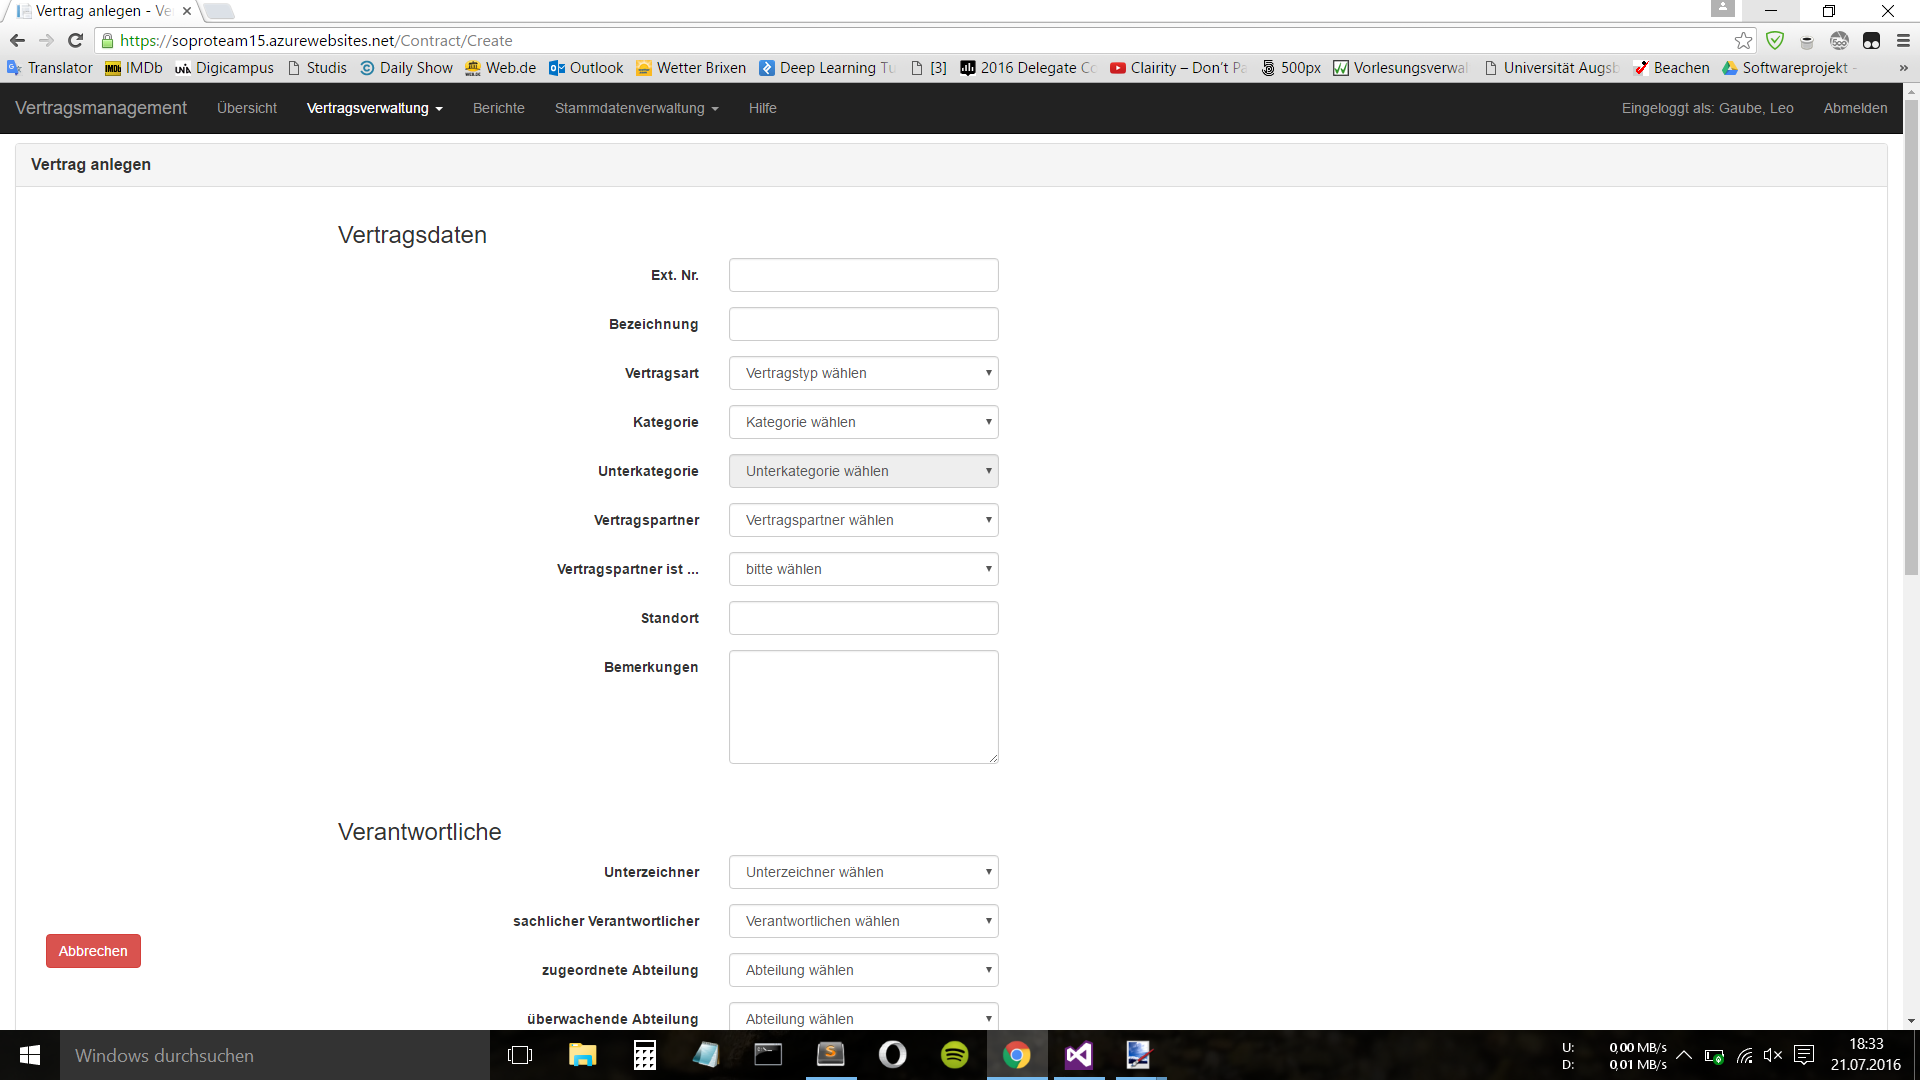 Vertrag anlegen - Ve
https://soproteam15.azurewebsites.net/Contract/Create
Translator IMDb Digicampus Studis Daily Show Web.de Outlook Wetter Brixen Deep Learning Tu [3] 2016 Delegate Co Clairity – Don't Pa 500px Vorlesungsverwal Universität Augsb Beachen Softwareprojekt - »
Vertragsmanagement Übersicht Vertragsverwaltung Berichte Stammdatenverwaltung Hilfe Eingeloggt als: Gaube, Leo Abmelden
Vertrag anlegen
Vertragsdaten
Ext. Nr.
Bezeichnung
Vertragsart Vertragstyp wählen
Kategorie Kategorie wählen
Unterkategorie Unterkategorie wählen
Vertragspartner Vertragspartner wählen
Vertragspartner ist ... bitte wählen
Standort
Bemerkungen
Verantwortliche
Unterzeichner Unterzeichner wählen
sachlicher Verantwortlicher Verantwortlichen wählen
Abbrechen
zugeordnete Abteilung Abteilung wählen
überwachende Abteilung Abteilung wählen
Windows durchsuchen
U: 0,00 MB/s
D: 0,01 MB/s
18:33
21.07.2016